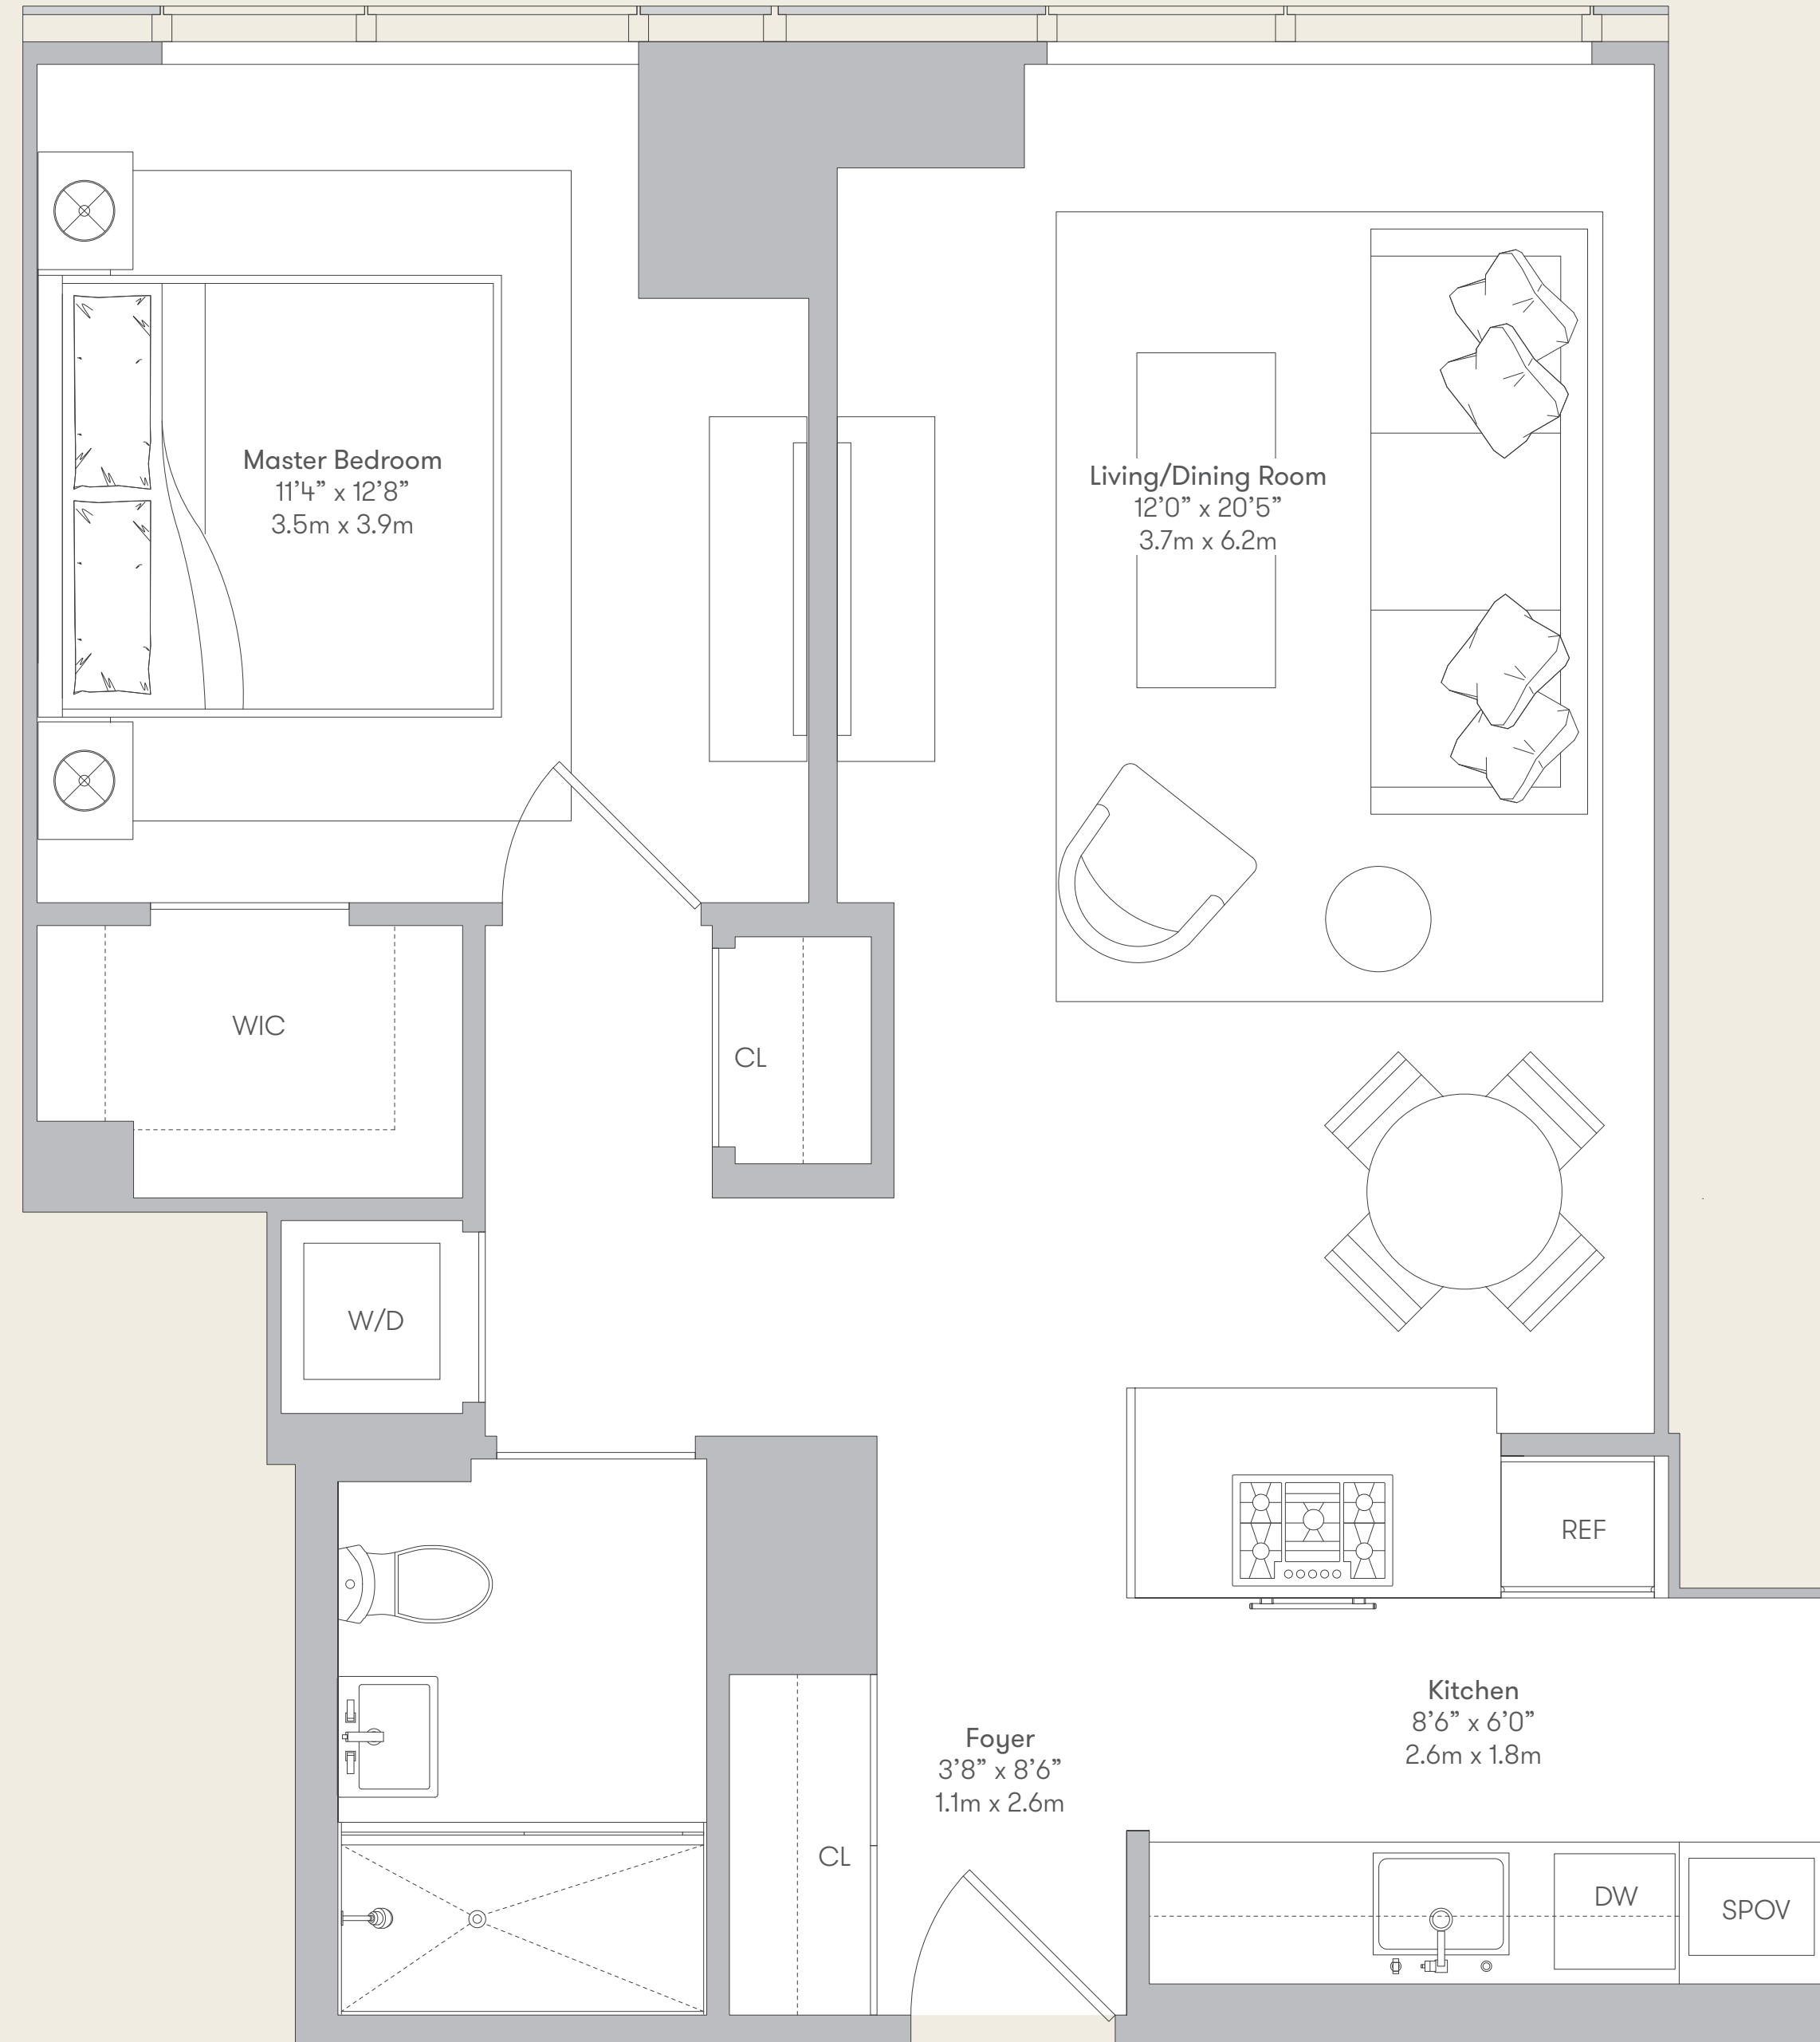 Master Bedroom
11’4” x 12’8”
3.5m x 3.9m
Living/Dining Room
12’0” x 20’5”
3.7m x 6.2m
WIC
CL
W/D
REF
Kitchen
8’6” x 6’0”
2.6m x 1.8m
Foyer
3’8” x 8’6”
1.1m x 2.6m
CL
DW
SPOV